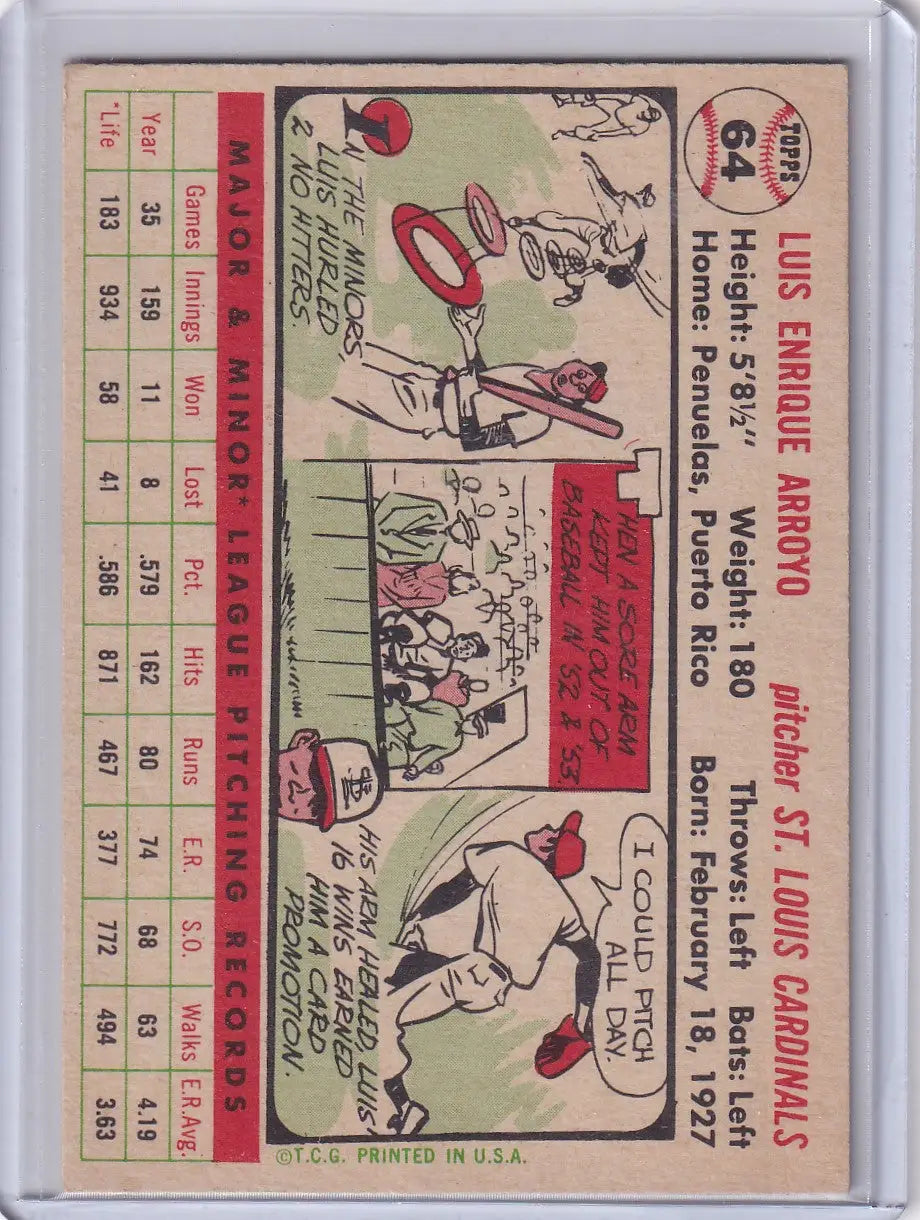 TOPPS
64
LUIS ENRIQUE ARROYO pitcher ST. LOUIS CARDINALS
Height: 5'8½" Weight: 180 Throws: Left Bats: Left
Home: Penuelas, Puerto Rico Born: February 18, 1927
IN THE MINORS,
LUIS HURLED
2 NO HITTERS.
WHEN A SORE ARM
KEPT HIM OUT OF
BASEBALL IN '52 & '53.
I COULD PITCH
ALL DAY.
HIS ARM HEALED, LUIS'
16 WINS EARNED
HIM A CARD
PROMOTION.
©T.C.G. PRINTED IN U.S.A.
MAJOR & MINOR* LEAGUE PITCHING RECORDS
Games Innings Won Lost Pct. Hits Runs E.R. S.O. Walks E.R.Avg.
Year 35 159 11 8 .579 162 80 74 68 63 4.19
*Life 183 934 58 41 .586 871 467 377 772 494 3.63